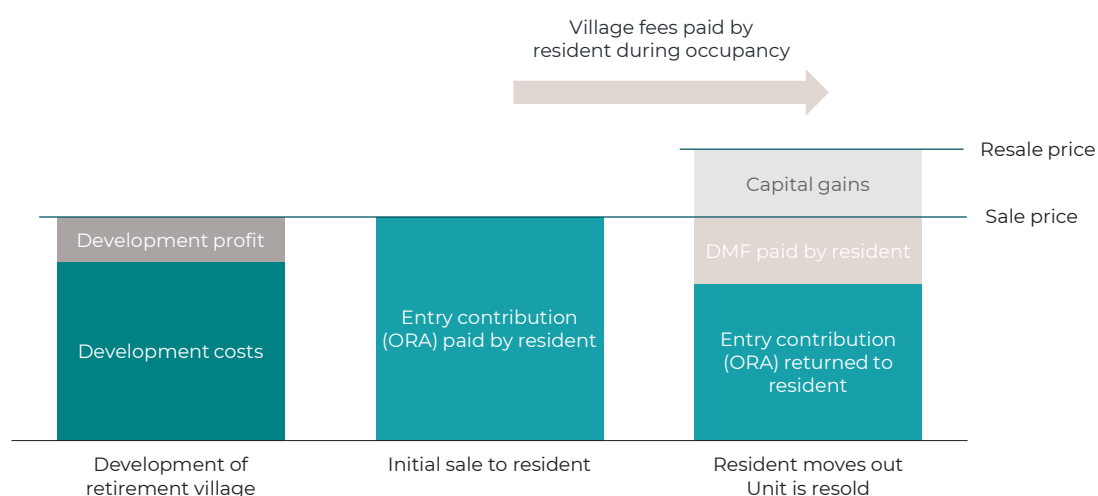 Village fees paid by
resident during occupancy
Resale price
Capital gains
Sale price
Development profit
DMF paid by resident
Entry contribution
(ORA) paid by resident
Development costs
Entry contribution
(ORA) returned to
resident
Development of
retirement village
Initial sale to resident
Resident moves out
Unit is resold